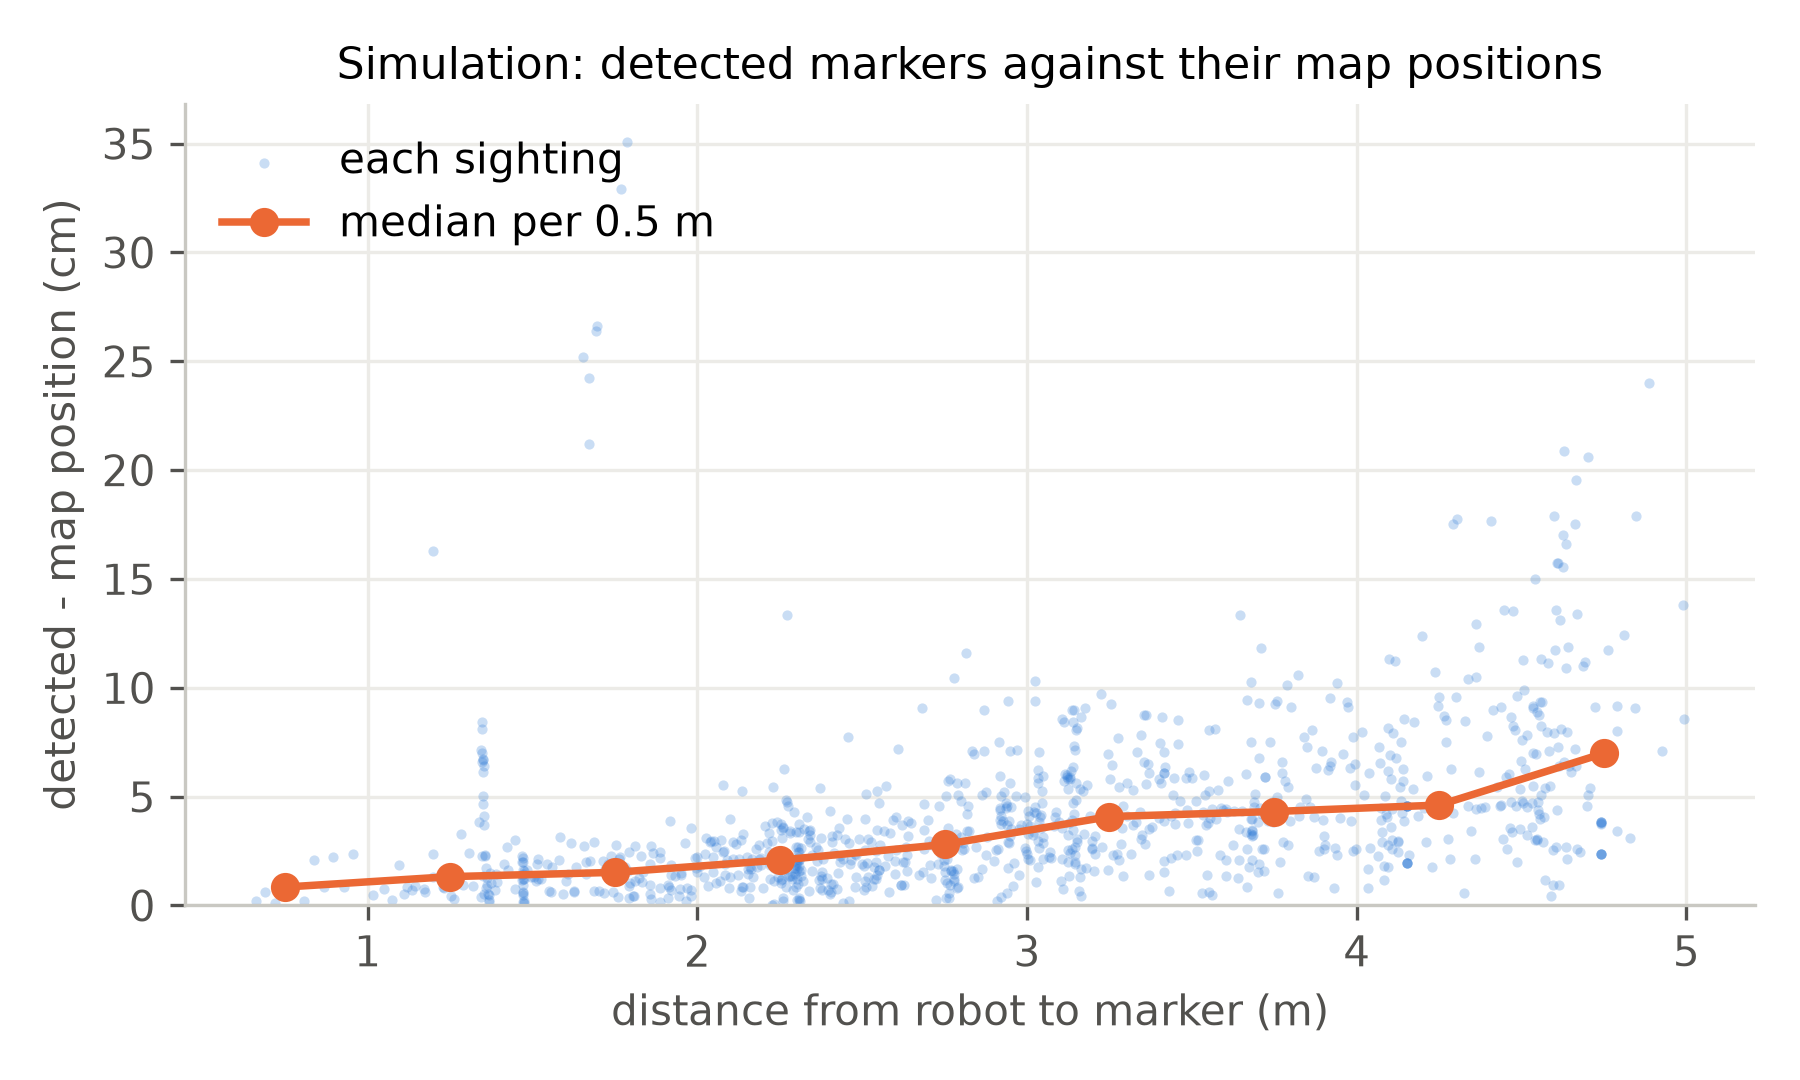 Simulation: detected markers against their map positions
each sighting
median per 0.5 m
detected - map position (cm)
35
30
25
20
15
10
5
0
1 2 3 4 5
distance from robot to marker (m)